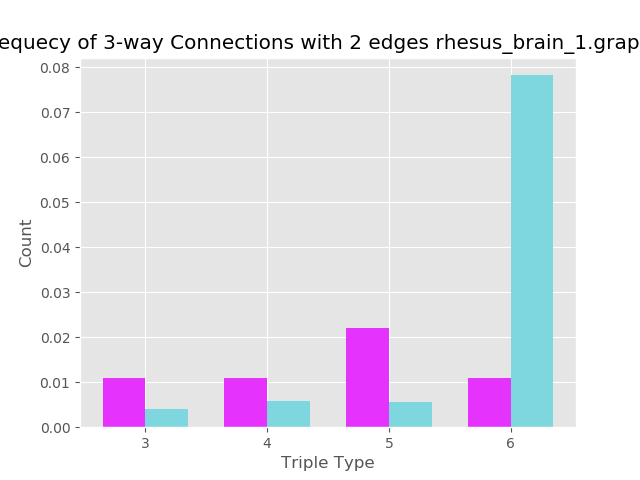 equecy of 3-way Connections with 2 edges rhesus_brain_1.grap
0.08
0.07
0.06
0.05
0.04
0.03
0.02
0.01
0.00
Count
3 4 5 6
Triple Type